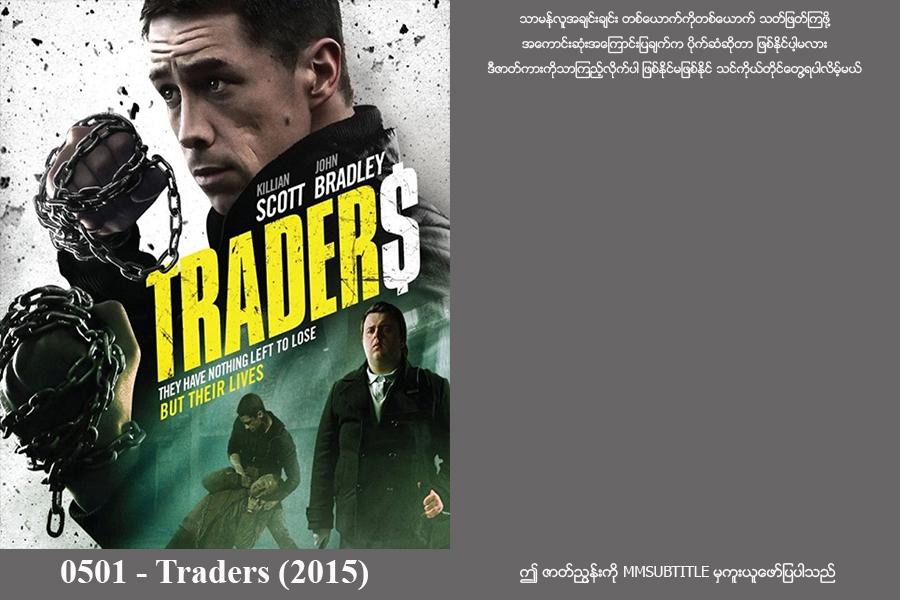 KILLIAN SCOTT
JOHN BRADLEY
TRADER$
THEY HAVE NOTHING LEFT TO LOSE
BUT THEIR LIVES
0501 - Traders (2015)
သာမန်လူအချင်းချင်း တစ်ယောက်ကိုတစ်ယောက် သတ်ဖြတ်ကြဖို့
အကောင်းဆုံးအကြောင်းပြချက်က ပိုက်ဆံဆိုတာ ဖြစ်နိုင်ပါ့မလား
ဒီဇာတ်ကားကိုသာကြည့်လိုက်ပါ ဖြစ်နိုင်မဖြစ်နိုင် သင်ကိုယ်တိုင်တွေ့ရပါလိမ့်မယ်
ဤ ဇာတ်ညွှန်းကို MMSUBTITLE မှကူးယူဖော်ပြပါသည်